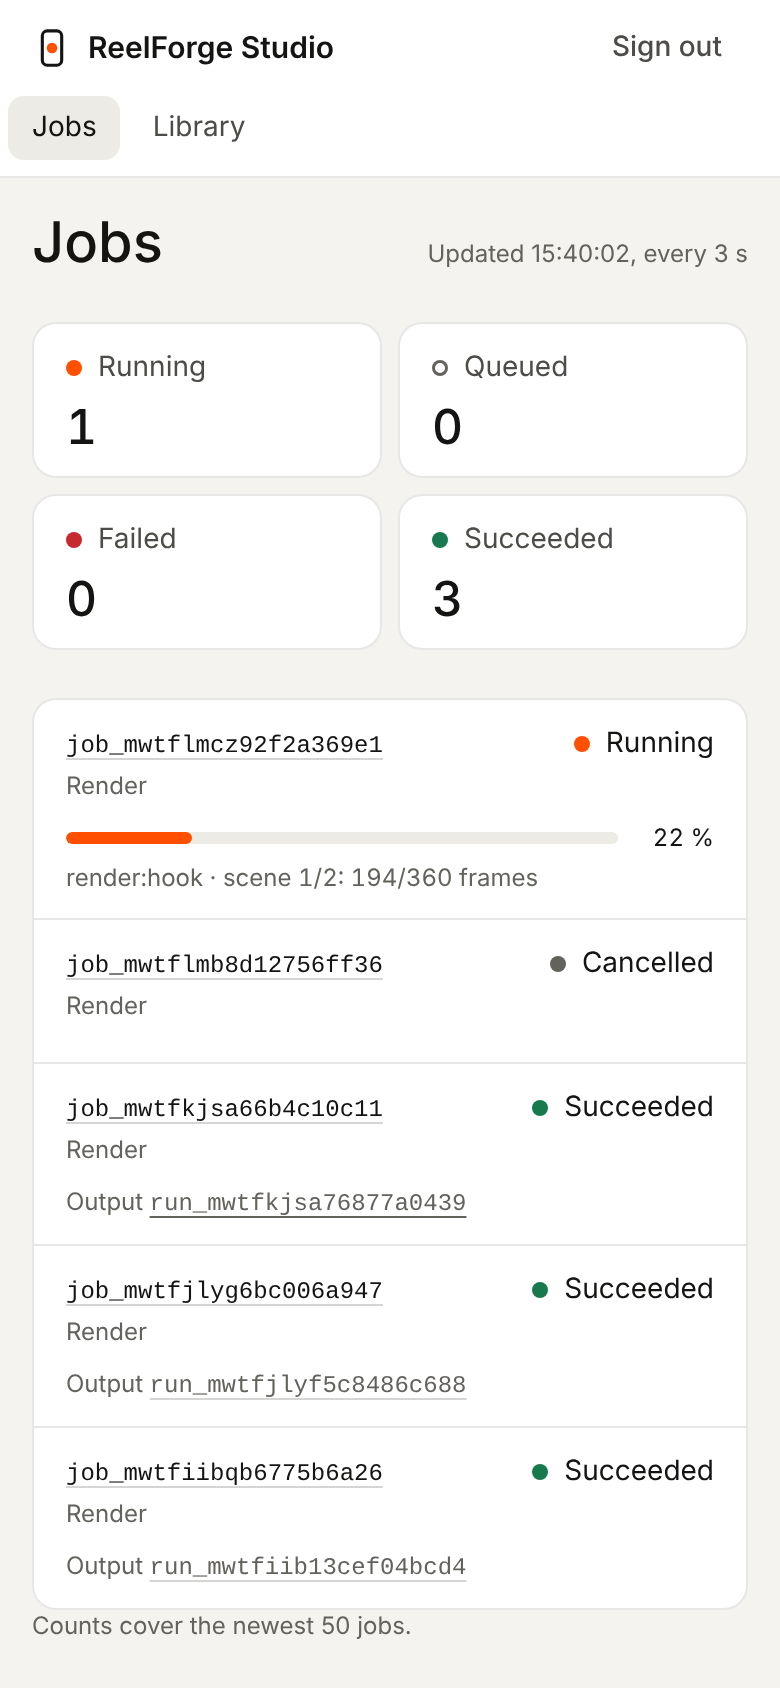 ReelForge Studio
Sign out
Jobs
Library
Jobs
Updated 15:40:02, every 3 s
Running
1
Queued
0
Failed
0
Succeeded
3
job_mwtflmcz92f2a369e1
Running
Render
22 %
render:hook · scene 1/2: 194/360 frames
job_mwtflmb8d12756ff36
Cancelled
Render
job_mwtfkjsa66b4c10c11
Succeeded
Render
Output run_mwtfkjsa76877a0439
job_mwtfjlyg6bc006a947
Succeeded
Render
Output run_mwtfjlyf5c8486c688
job_mwtfiibqb6775b6a26
Succeeded
Render
Output run_mwtfiib13cef04bcd4
Counts cover the newest 50 jobs.